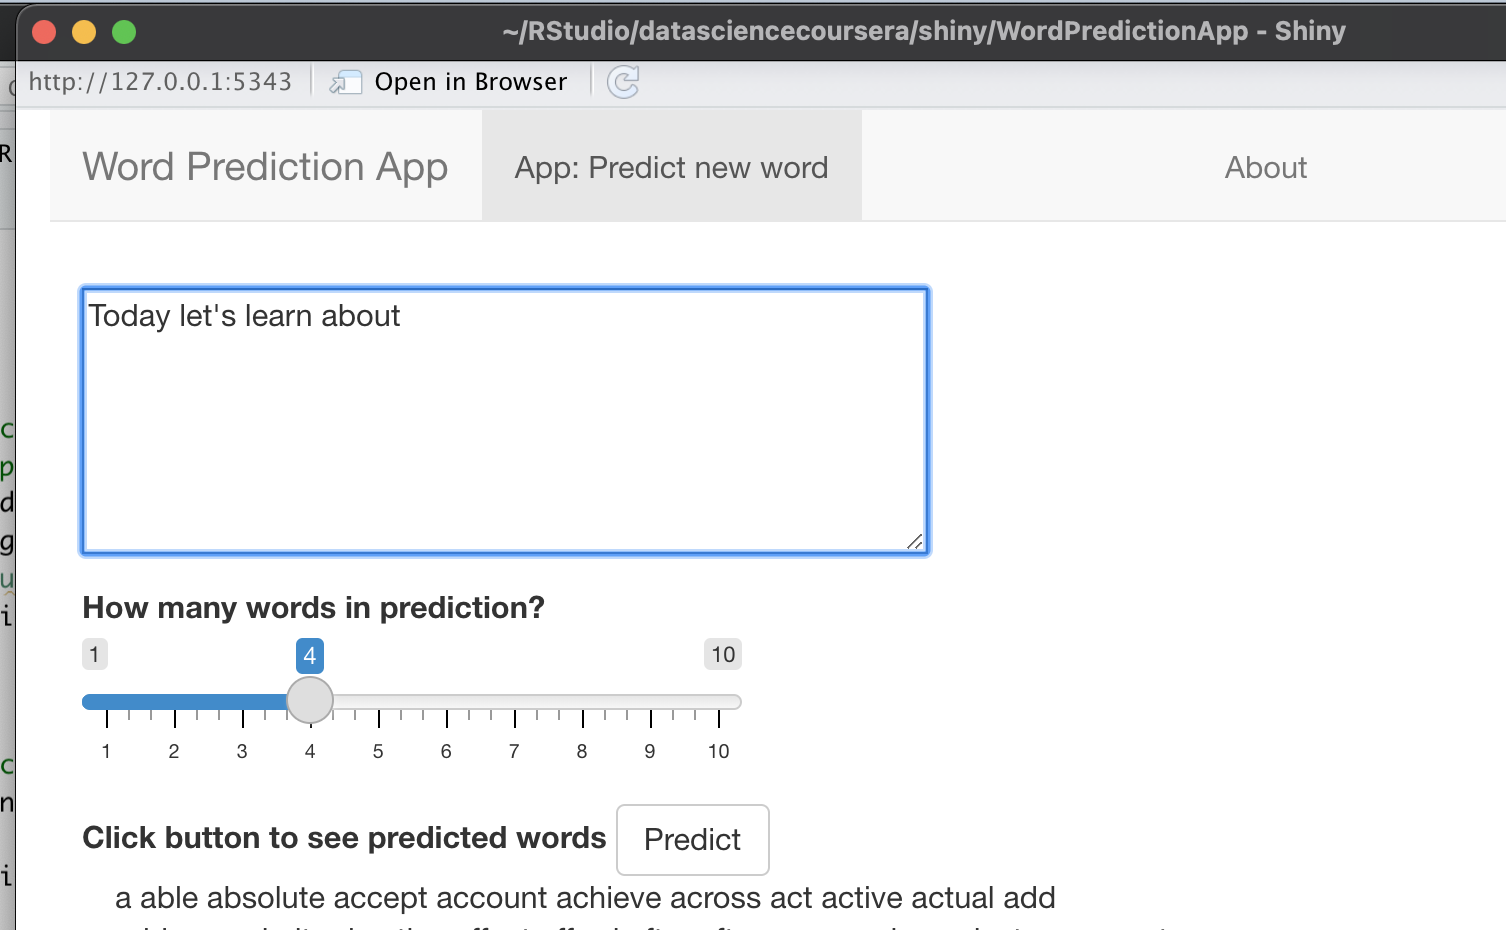 ~/RStudio/datasciencecoursera/shiny/WordPredictionApp - Shiny
http://127.0.0.1:5343 Open in Browser
Word Prediction App App: Predict new word About
Today let's learn about
How many words in prediction?
1 4 10
1 2 3 4 5 6 7 8 9 10
Click button to see predicted words Predict
a able absolute accept account achieve across act active actual add